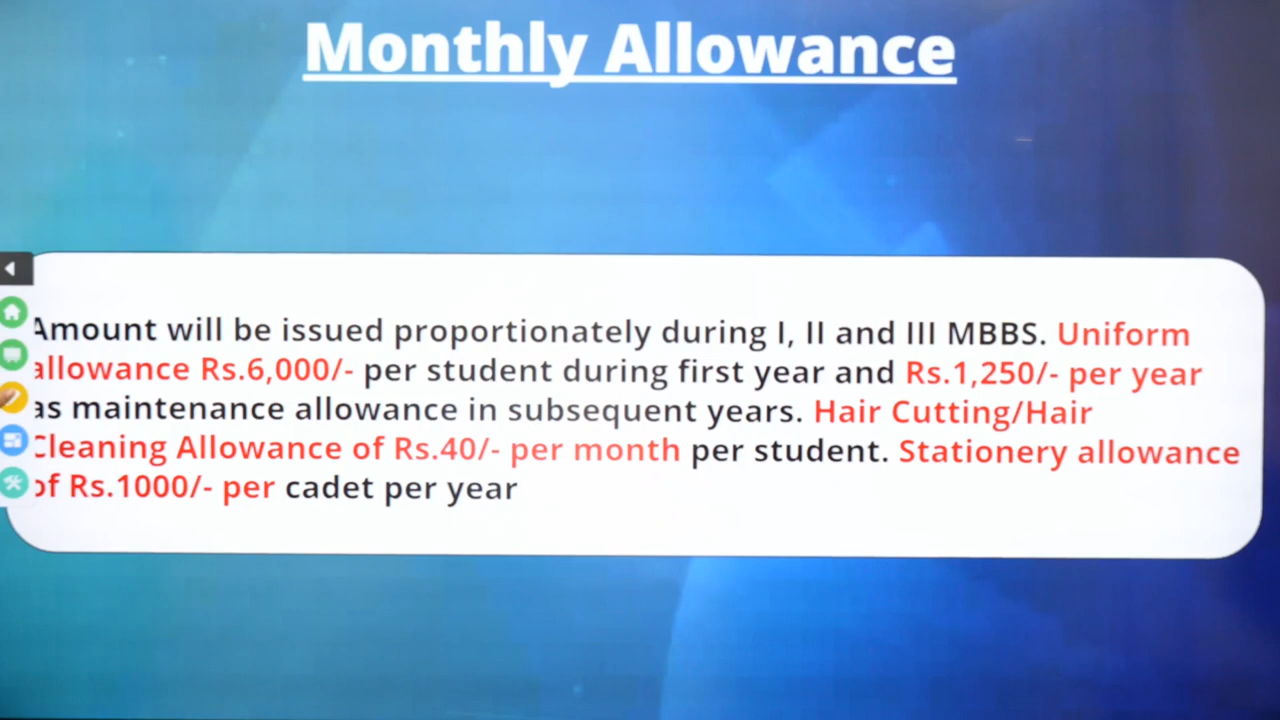 Monthly Allowance
Amount will be issued proportionately during I, II and III MBBS. Uniform
allowance Rs.6,000/- per student during first year and Rs.1,250/- per year
as maintenance allowance in subsequent years. Hair Cutting/Hair
Cleaning Allowance of Rs.40/- per month per student. Stationery allowance
of Rs.1000/- per cadet per year